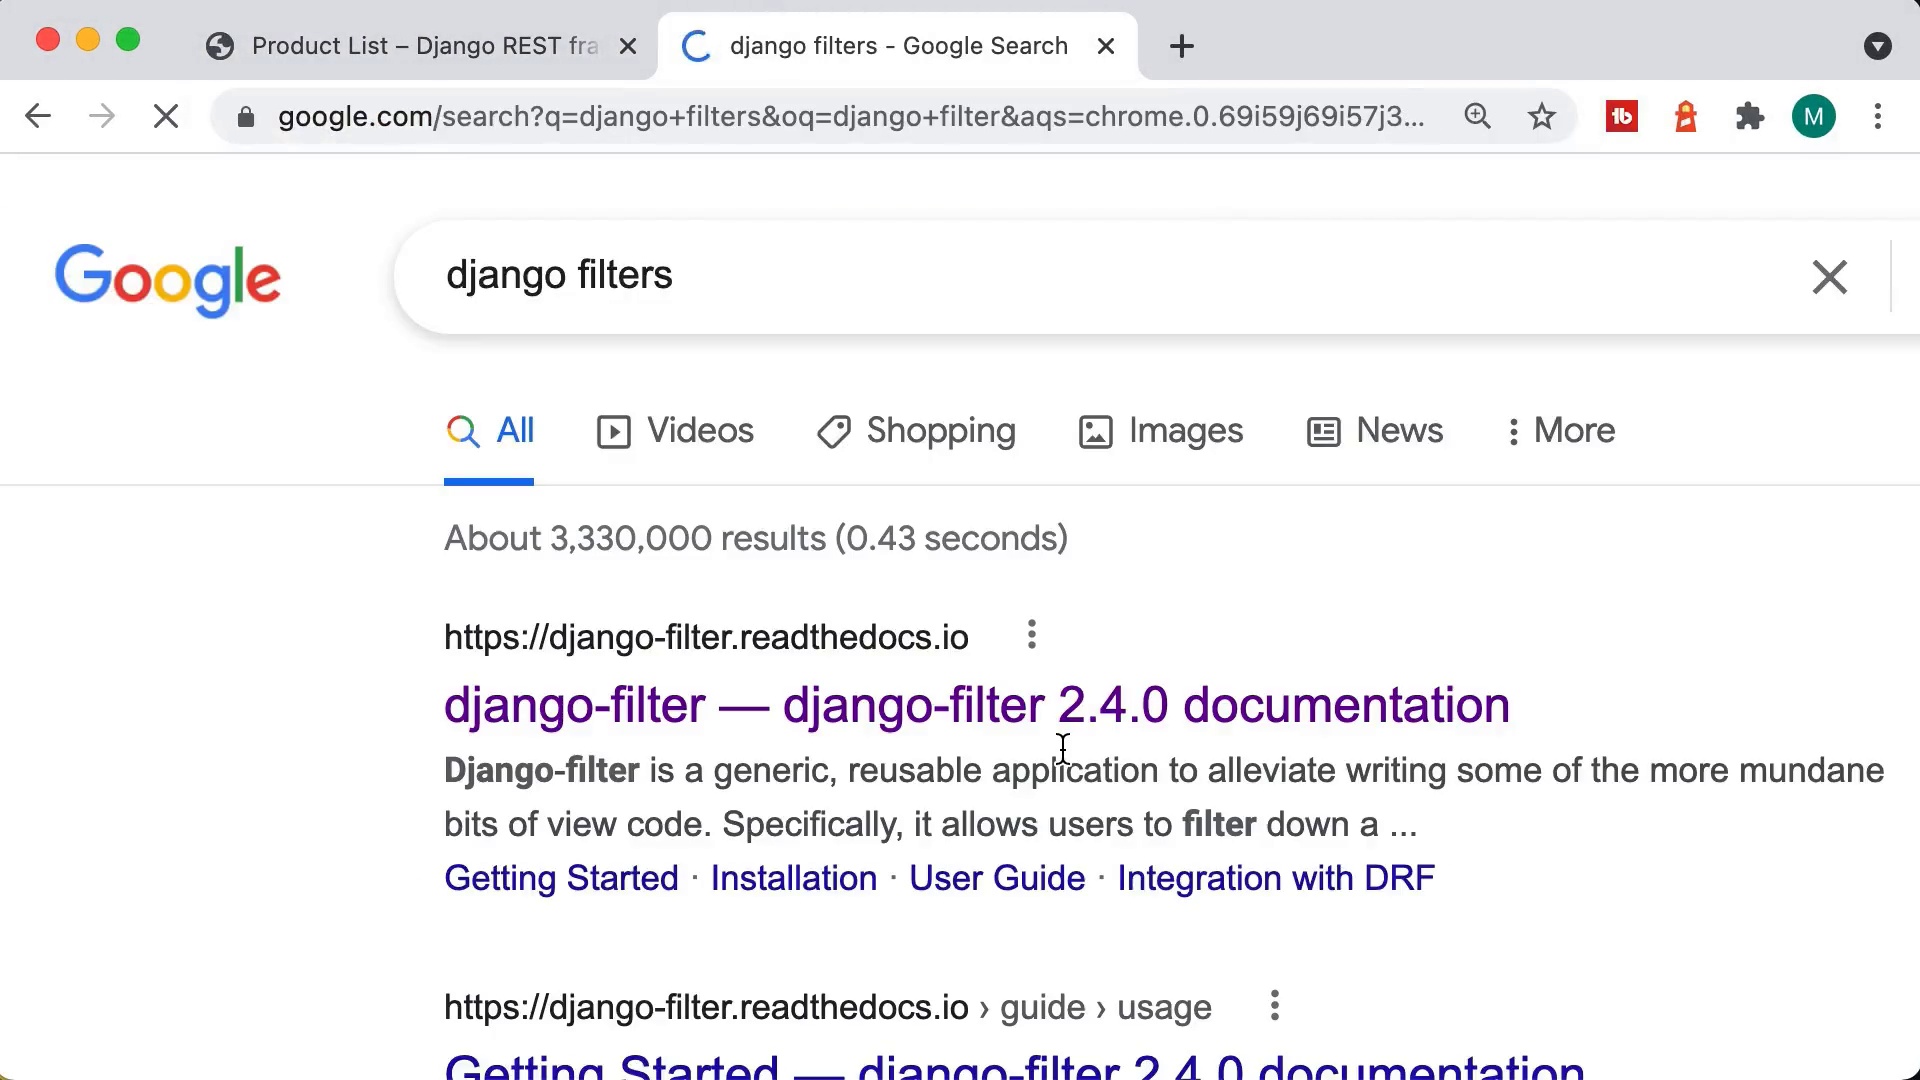 Product List – Django REST fra
django filters - Google Search
google.com/search?q=django+filters&oq=django+filter&aqs=chrome.0.69i59j69i57j3...
M
Google
django filters
All
Videos
Shopping
Images
News
More
About 3,330,000 results (0.43 seconds)
https://django-filter.readthedocs.io
django-filter — django-filter 2.4.0 documentation
Django-filter is a generic, reusable application to alleviate writing some of the more mundane
bits of view code. Specifically, it allows users to filter down a ...
Getting Started · Installation · User Guide · Integration with DRF
https://django-filter.readthedocs.io › guide › usage
Getting Started — django-filter 2.4.0 documentation